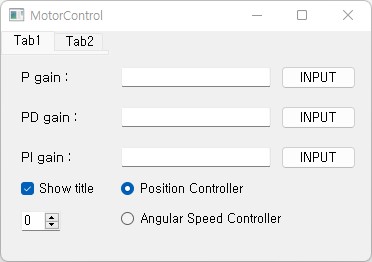 MotorControl
Tab1 Tab2
P gain : INPUT
PD gain : INPUT
PI gain : INPUT
Show title Position Controller
0 Angular Speed Controller